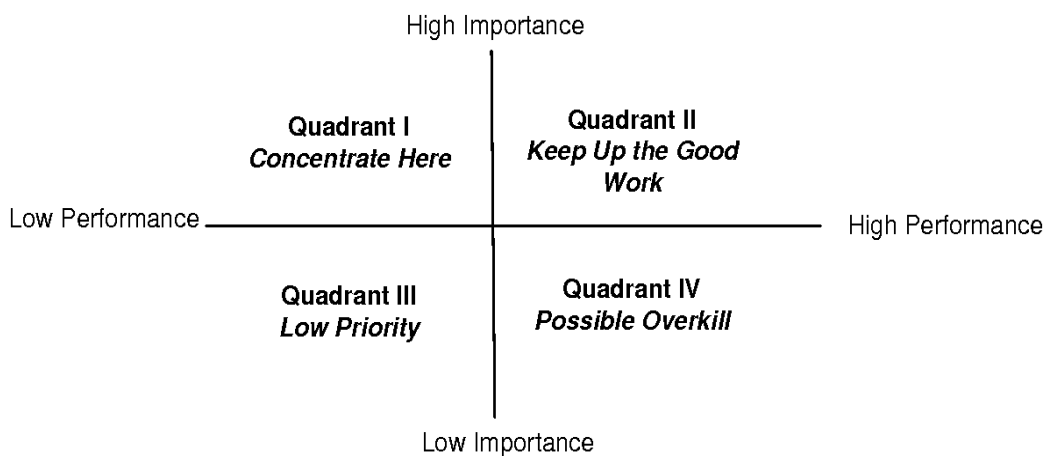 High Importance
Quadrant I
Concentrate Here
Quadrant II
Keep Up the Good
Work
Low Performance
High Performance
Quadrant III
Low Priority
Quadrant IV
Possible Overkill
Low Importance